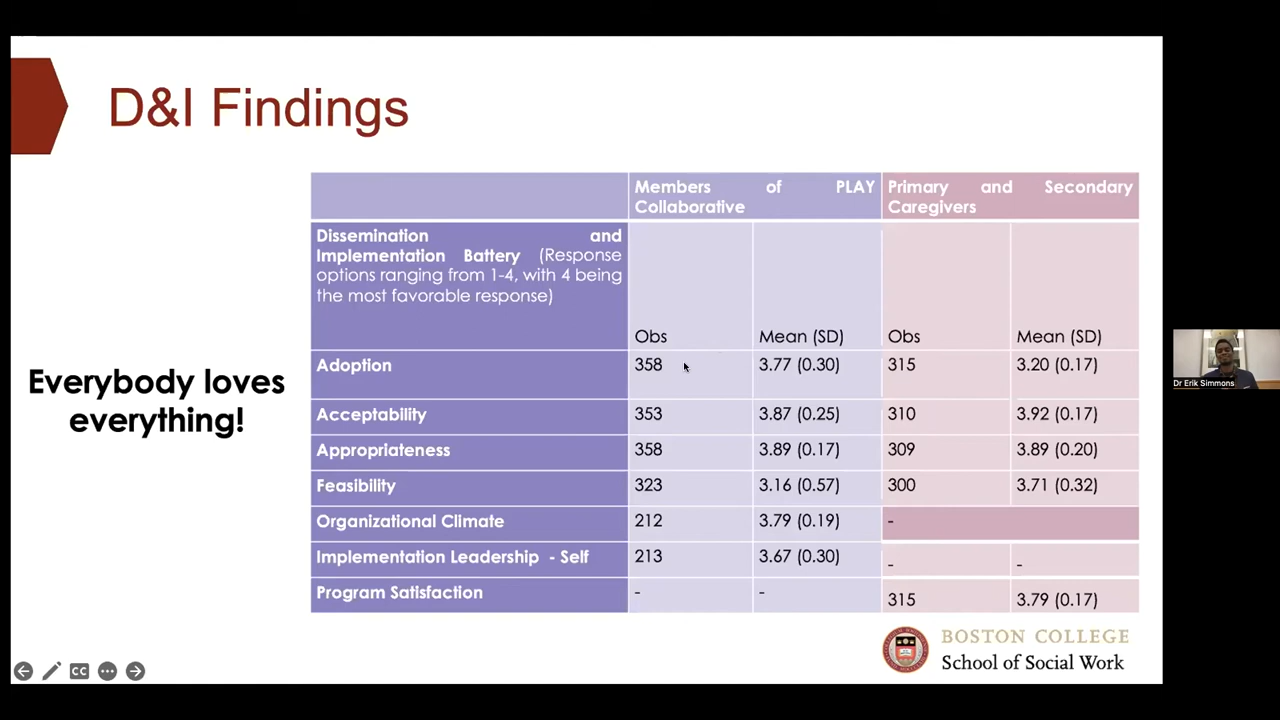 D&I Findings
Members of PLAY
Collaborative
Primary and Secondary
Caregivers
Dissemination and
Implementation Battery (Response
options ranging from 1-4, with 4 being
the most favorable response)
Obs Mean (SD) Obs Mean (SD)
Adoption 358 3.77 (0.30) 315 3.20 (0.17)
Acceptability 353 3.87 (0.25) 310 3.92 (0.17)
Appropriateness 358 3.89 (0.17) 309 3.89 (0.20)
Feasibility 323 3.16 (0.57) 300 3.71 (0.32)
Organizational Climate 212 3.79 (0.19) -
Implementation Leadership - Self 213 3.67 (0.30) - -
Program Satisfaction - - 315 3.79 (0.17)
Everybody loves
everything!
BOSTON COLLEGE
School of Social Work
CC
Dr Erik Simmons